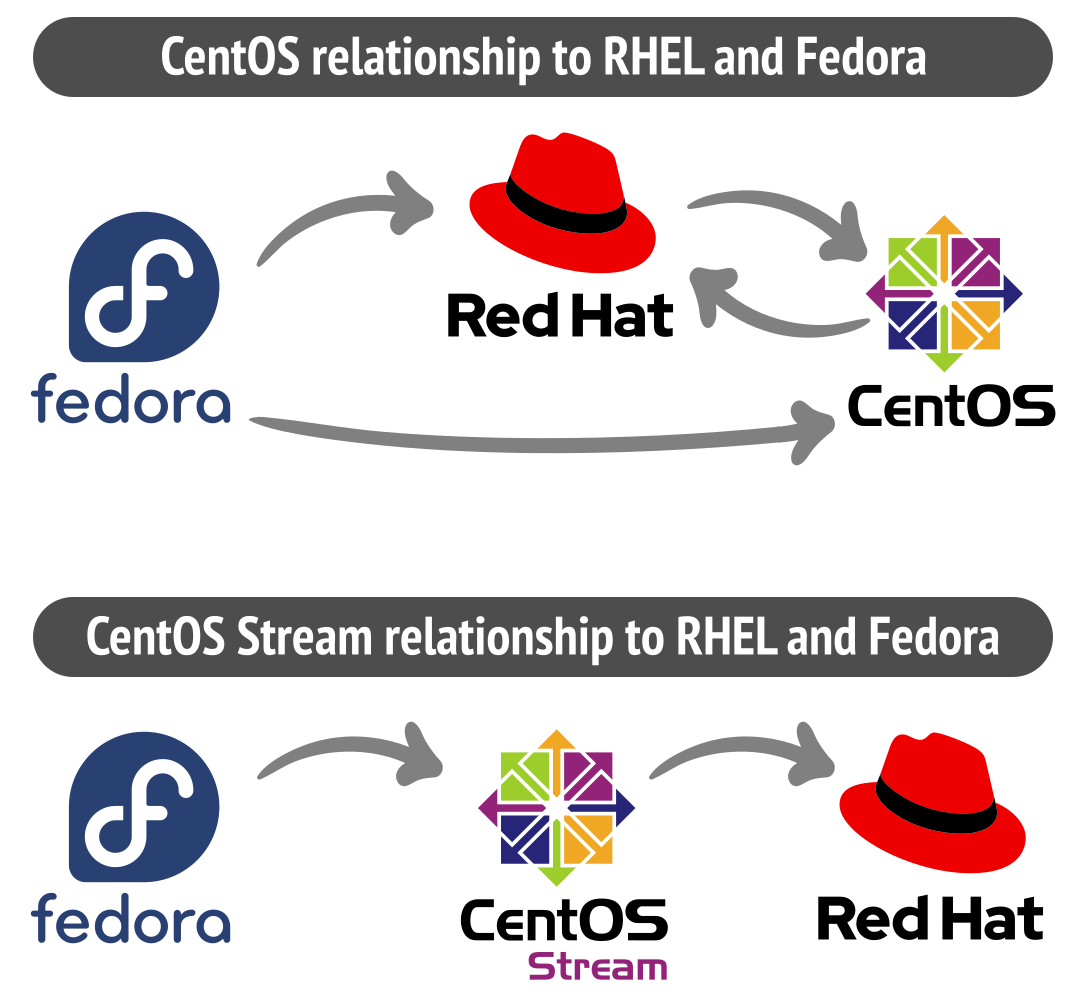 CentOS relationship to RHEL and Fedora
Red Hat
fedora
CentOS
CentOS Stream relationship to RHEL and Fedora
fedora
CentOS
Stream
Red Hat